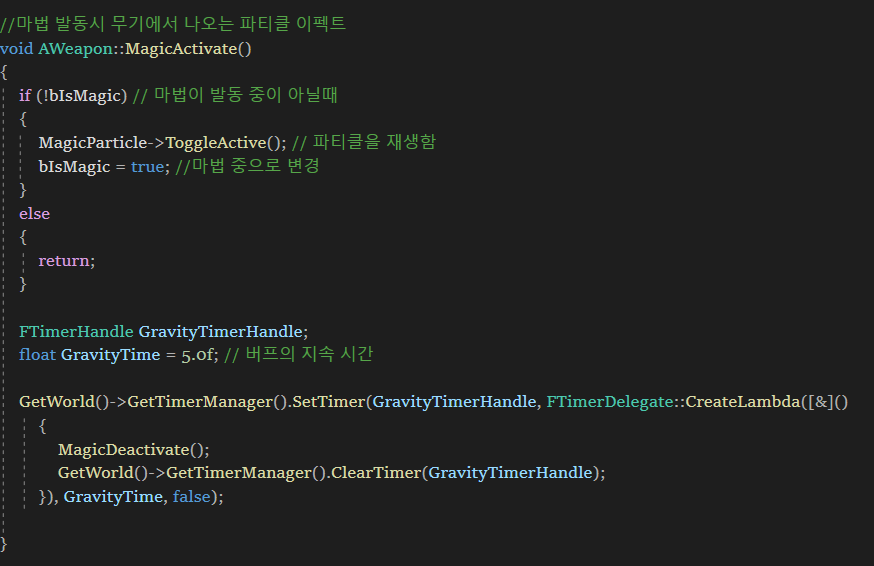 //마법 발동시 무기에서 나오는 파티클 이펙트
void AWeapon::MagicActivate()
{
if (!bIsMagic) // 마법이 발동 중이 아닐때
{
MagicParticle->ToggleActive(); // 파티클을 재생함
bIsMagic = true; //마법 중으로 변경
}
else
{
return;
}
FTimerHandle GravityTimerHandle;
float GravityTime = 5.0f; // 버프의 지속 시간
GetWorld()->GetTimerManager().SetTimer(GravityTimerHandle, FTimerDelegate::CreateLambda([&]()
{
MagicDeactivate();
GetWorld()->GetTimerManager().ClearTimer(GravityTimerHandle);
}), GravityTime, false);
}